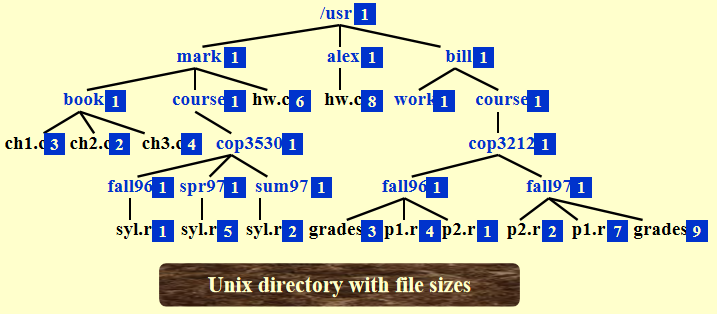 /usr 1
mark 1 alex 1 bill 1
book 1 course 1 hw.c 6 hw.c 8 work 1 course 1
ch1.c 3 ch2.c 2 ch3.c 4 cop3530 1 cop3212 1
fall96 1 spr97 1 sum97 1 fall96 1 fall97 1
syl.r 1 syl.r 5 syl.r 2 grades 3 p1.r 4 p2.r 1 p2.r 2 p1.r 7 grades 9
Unix directory with file sizes